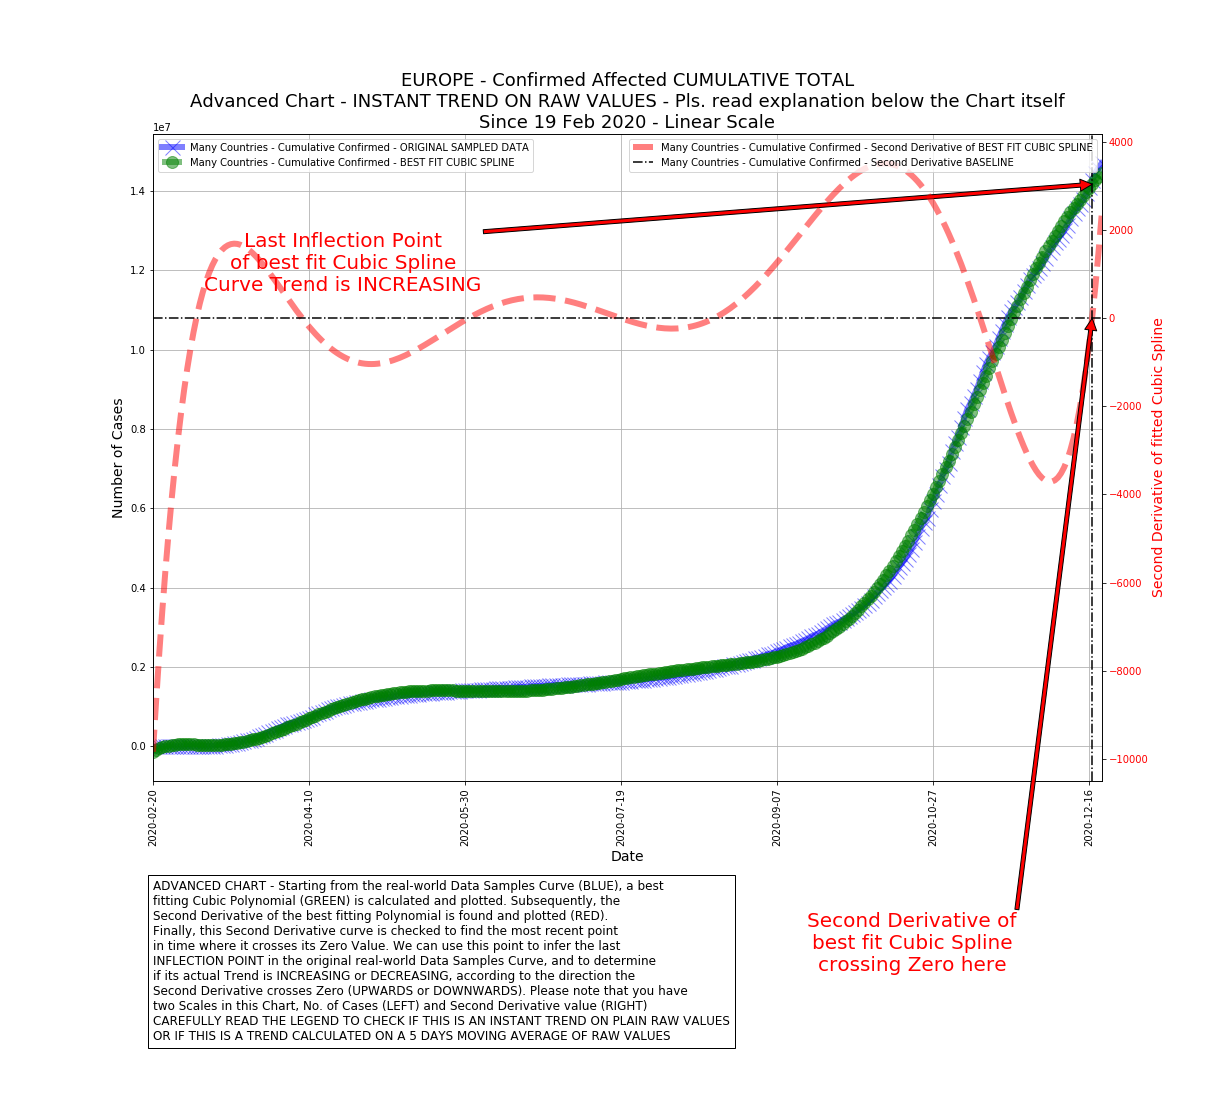 EUROPE - Confirmed Affected CUMULATIVE TOTAL
Advanced Chart - INSTANT TREND ON RAW VALUES - Pls. read explanation below the Chart itself
Since 19 Feb 2020 - Linear Scale
1e7
Many Countries - Cumulative Confirmed - ORIGINAL SAMPLED DATA
Many Countries - Cumulative Confirmed - BEST FIT CUBIC SPLINE
Many Countries - Cumulative Confirmed - Second Derivative of BEST FIT CUBIC SPLINE
Many Countries - Cumulative Confirmed - Second Derivative BASELINE
Last Inflection Point
of best fit Cubic Spline
Curve Trend is INCREASING
Number of Cases
1.4
1.2
1.0
0.8
0.6
0.4
0.2
0.0
4000
2000
0
−2000
−4000
−6000
−8000
−10000
Second Derivative of fitted Cubic Spline
2020-02-20
2020-04-10
2020-05-30
2020-07-19
2020-09-07
2020-10-27
2020-12-16
Date
ADVANCED CHART - Starting from the real-world Data Samples Curve (BLUE), a best
fitting Cubic Polynomial (GREEN) is calculated and plotted. Subsequently, the
Second Derivative of the best fitting Polynomial is found and plotted (RED).
Finally, this Second Derivative curve is checked to find the most recent point
in time where it crosses its Zero Value. We can use this point to infer the last
INFLECTION POINT in the original real-world Data Samples Curve, and to determine
if its actual Trend is INCREASING or DECREASING, according to the direction the
Second Derivative crosses Zero (UPWARDS or DOWNWARDS). Please note that you have
two Scales in this Chart, No. of Cases (LEFT) and Second Derivative value (RIGHT)
CAREFULLY READ THE LEGEND TO CHECK IF THIS IS AN INSTANT TREND ON PLAIN RAW VALUES
OR IF THIS IS A TREND CALCULATED ON A 5 DAYS MOVING AVERAGE OF RAW VALUES
Second Derivative of
best fit Cubic Spline
crossing Zero here